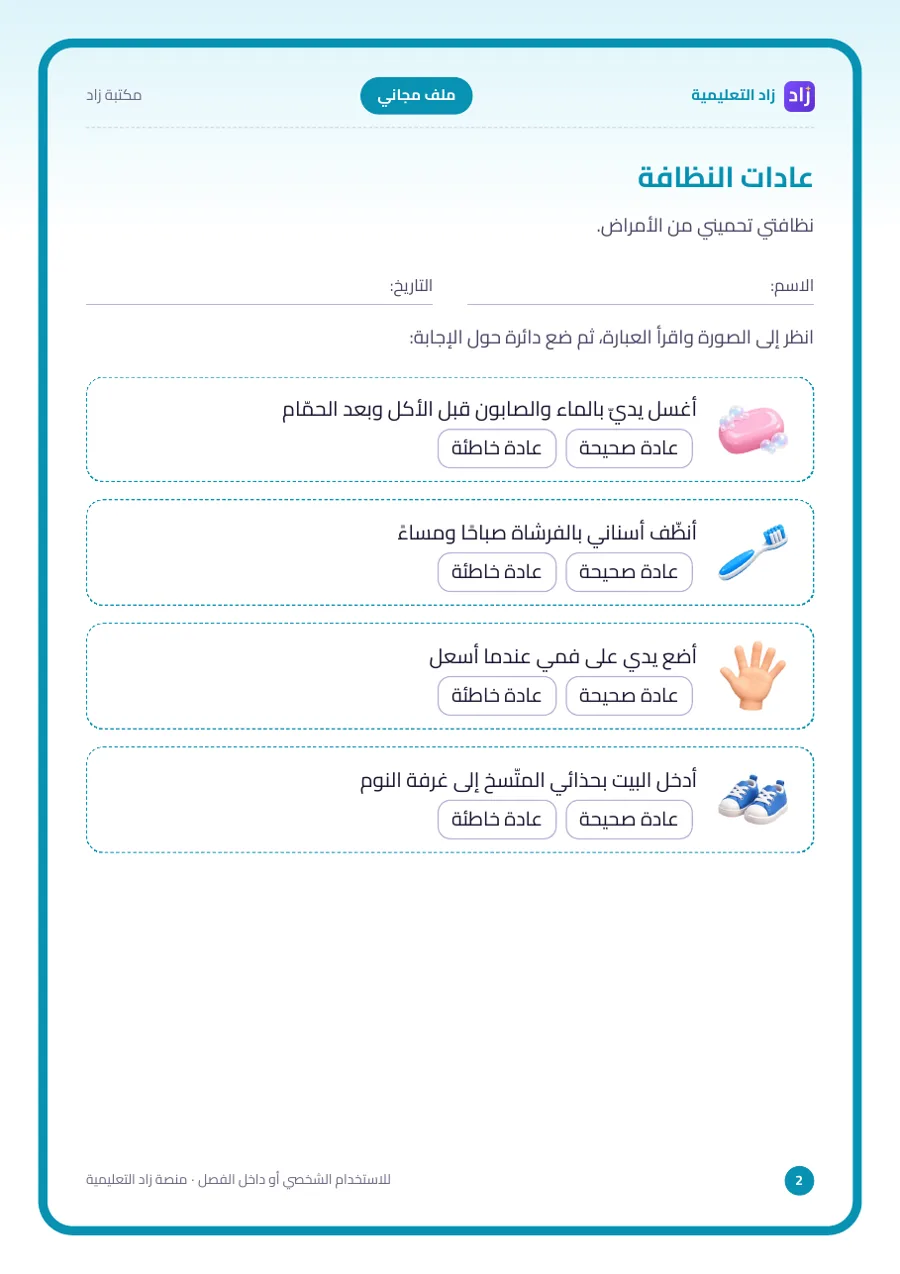 زاد
زاد التعليمية
ملف مجاني
مكتبة زاد
عادات النظافة
نظافتي تحميني من الأمراض.
الاسم:
التاريخ:
انظر إلى الصورة واقرأ العبارة، ثم ضع دائرة حول الإجابة:
أغسل يديّ بالماء والصابون قبل الأكل وبعد الحمّام
عادة صحيحة
عادة خاطئة
أنظّف أسناني بالفرشاة صباحًا ومساءً
عادة صحيحة
عادة خاطئة
أضع يدي على فمي عندما أسعل
عادة صحيحة
عادة خاطئة
أدخل البيت بحذائي المتّسخ إلى غرفة النوم
عادة صحيحة
عادة خاطئة
2
للاستخدام الشخصي أو داخل الفصل · منصة زاد التعليمية